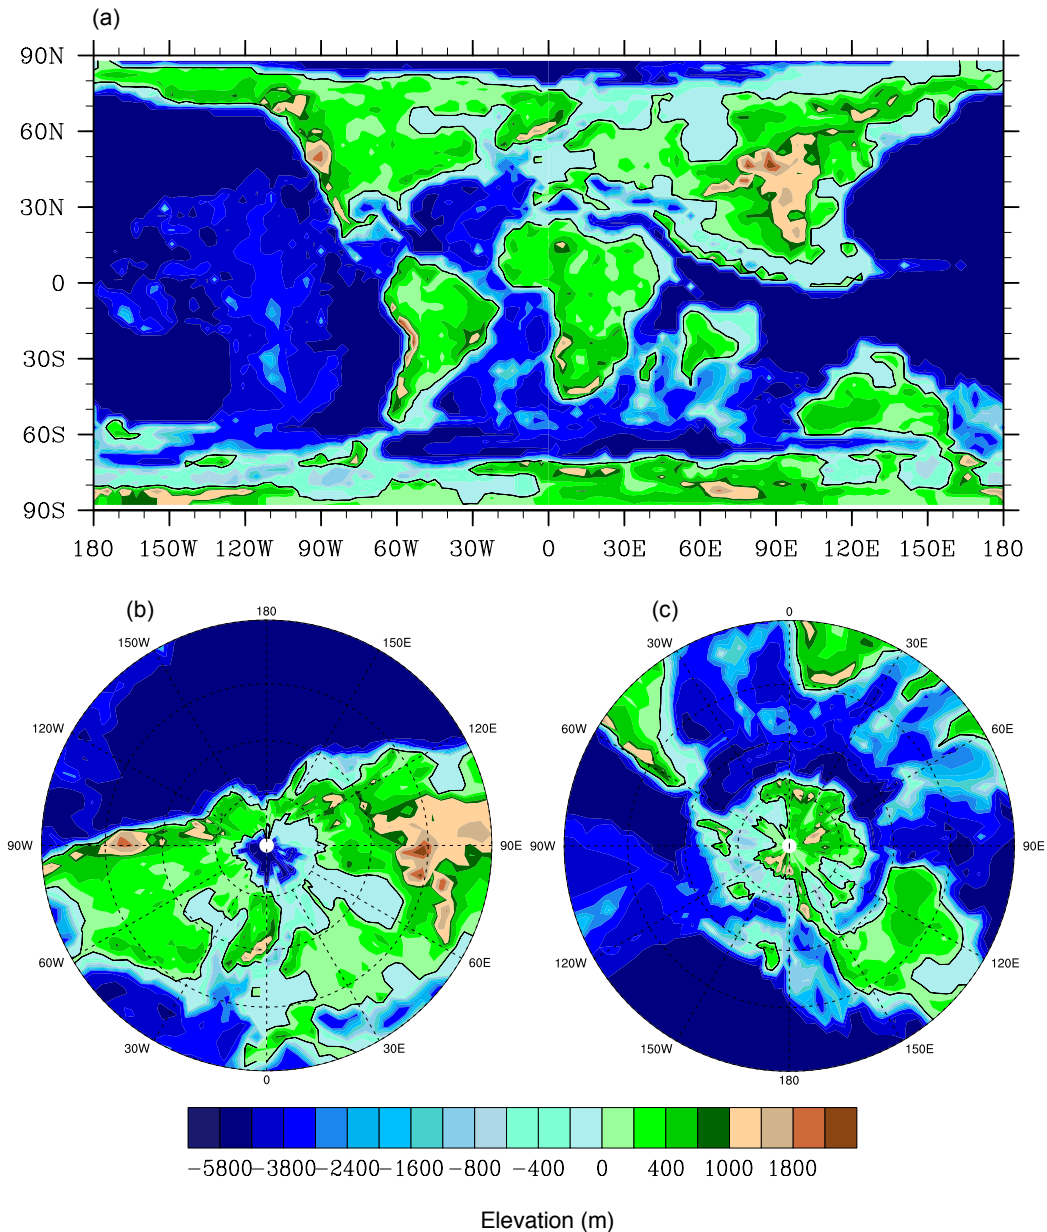 (a)
90N
60N
30N
0
30S
60S
90S
180 150W 120W 90W 60W 30W 0 30E 60E 90E 120E 150E 180
(b) (c)
180 0
150W 150E 30W 30E
120W 120E 60W 60E
90W 90E 90W 90E
60W 60E 120W 120E
30W 30E 150W 150E
0 180
−5800 −3800 −2400 −1600 −800 −400 0 400 1000 1800
Elevation (m)